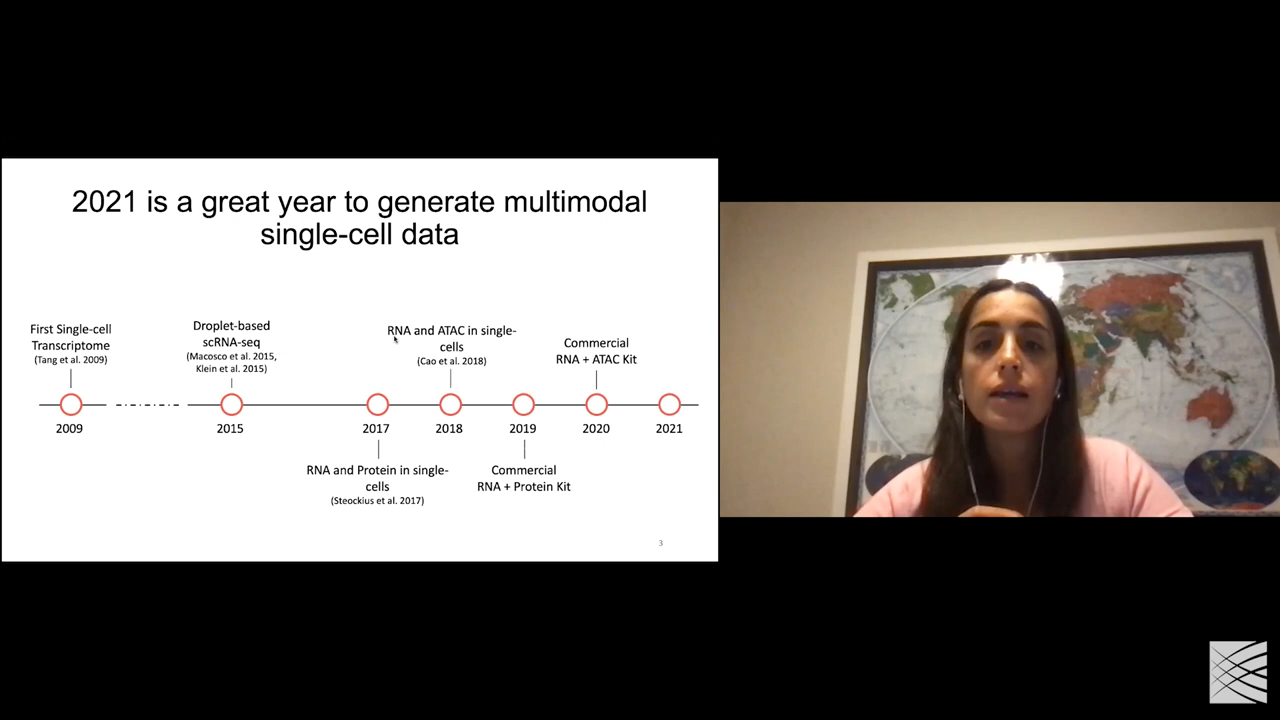 2021 is a great year to generate multimodal
single-cell data
First Single-cell
Transcriptome
(Tang et al. 2009)
Droplet-based
scRNA-seq
(Macosco et al. 2015,
Klein et al. 2015)
RNA and ATAC in single-
cells
(Cao et al. 2018)
Commercial
RNA + ATAC Kit
2009
2015
2017
2018
2019
2020
2021
RNA and Protein in single-
cells
(Steockius et al. 2017)
Commercial
RNA + Protein Kit
3